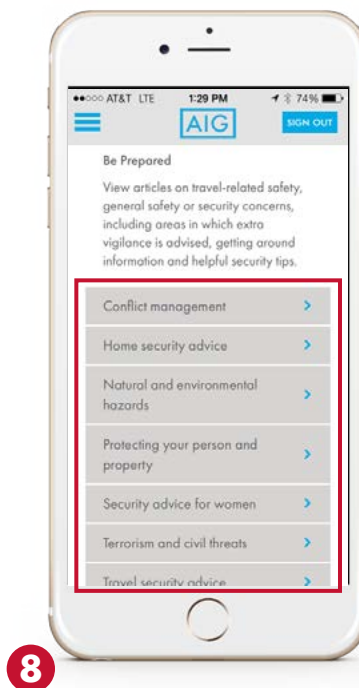 AT&T LTE 1:29 PM 74%
AIG SIGN OUT
Be Prepared
View articles on travel-related safety,
general safety or security concerns,
including areas in which extra
vigilance is advised, getting around
information and helpful security tips.
Conflict management
Home security advice
Natural and environmental
hazards
Protecting your person and
property
Security advice for women
Terrorism and civil threats
Travel security advice
8